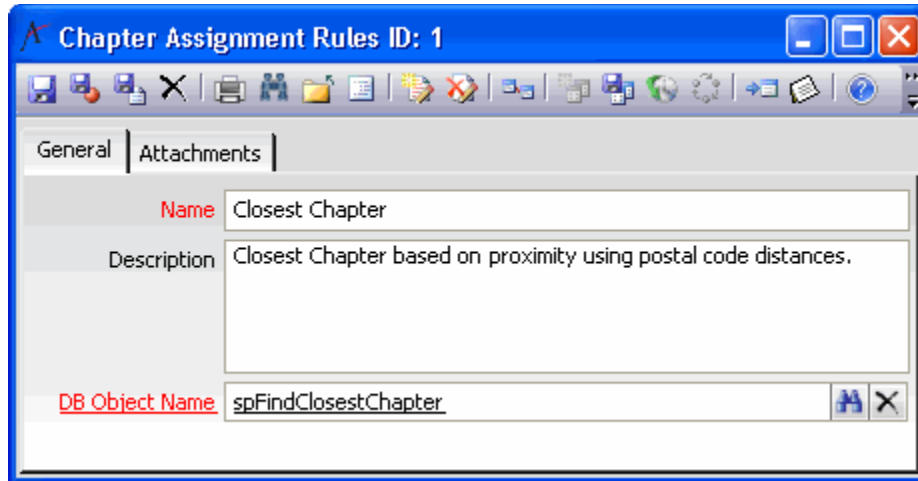 Chapter Assignment Rules ID: 1
General Attachments
Name Closest Chapter
Description Closest Chapter based on proximity using postal code distances.
DB Object Name spFindClosestChapter